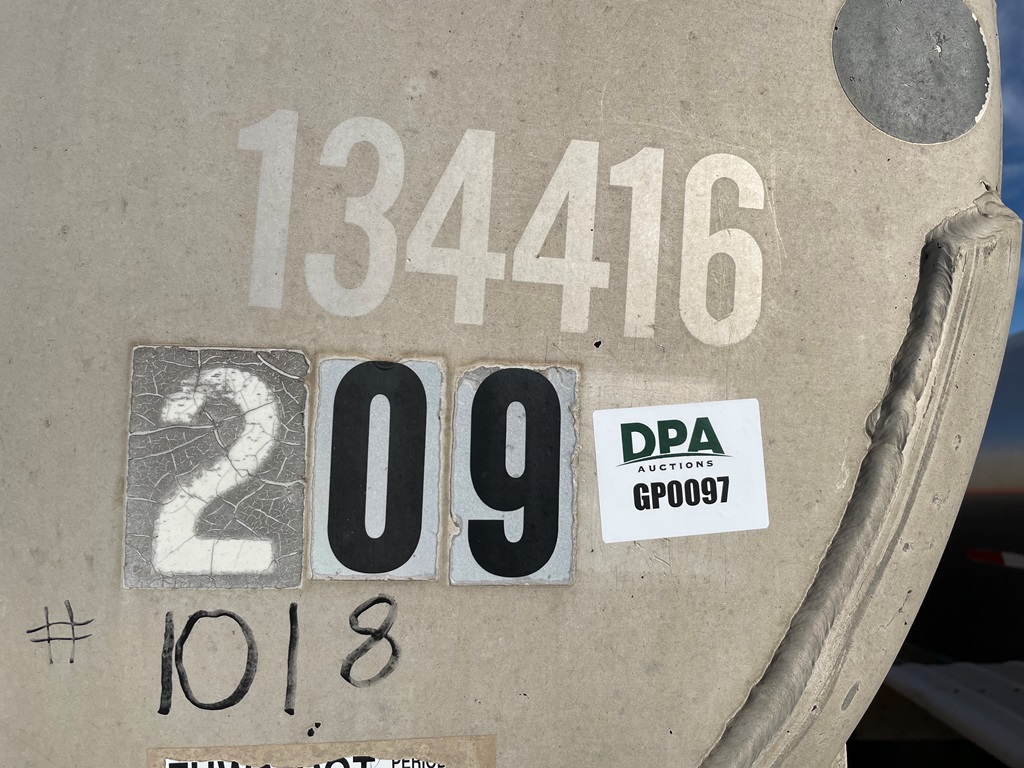 134416
209
DPA
AUCTIONS
GP0097
# 1018